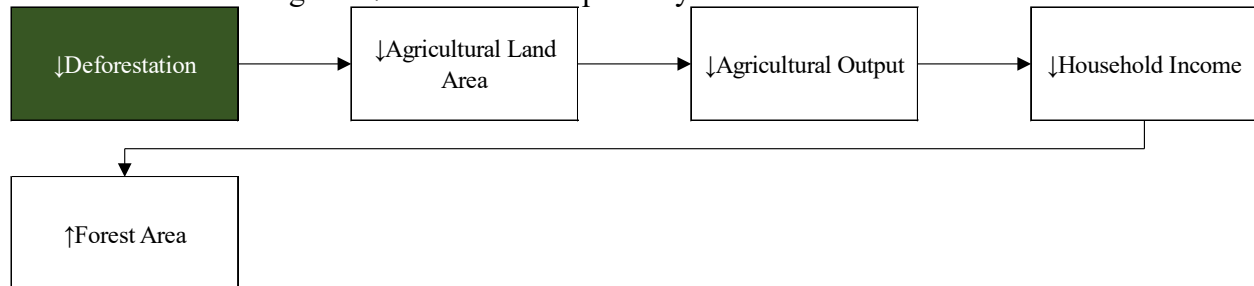 ↓Deforestation
↓Agricultural Land
Area
↓Agricultural Output
↓Household Income
↑Forest Area